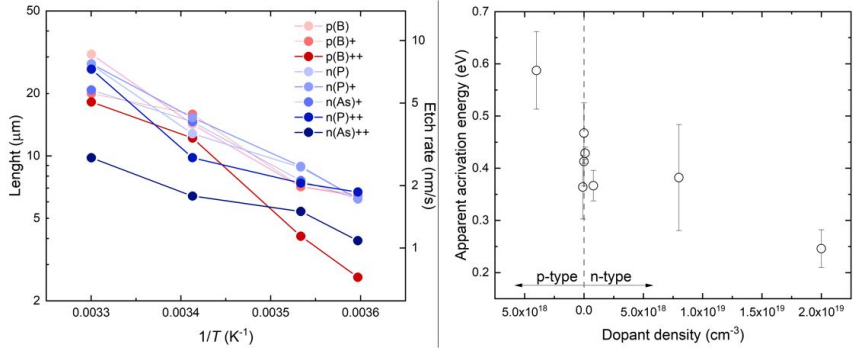 50
20
10
5
2
Lenght (μm)
10
5
2
1
Etch rate (nm/s)
p(B)
p(B)+
p(B)++
n(P)
n(P)+
n(As)+
n(P)++
n(As)++
0.0033
0.0034
0.0035
0.0036
1/T (K⁻¹)
0.7
0.6
0.5
0.4
0.3
0.2
Apparent acrivation energy (eV)
p-type
n-type
5.0x10¹⁸
0.0
5.0x10¹⁸
1.0x10¹⁹
1.5x10¹⁹
2.0x10¹⁹
Dopant density (cm⁻³)